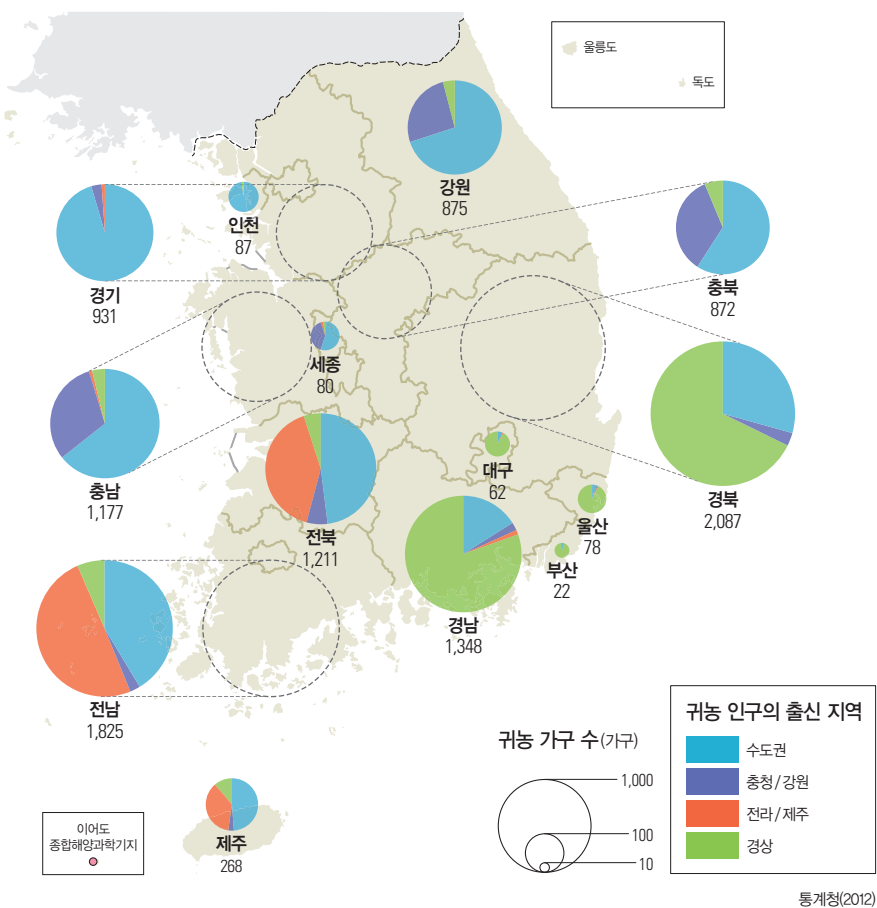 울릉도
독도
강원
875
인천
87
경기
931
충북
872
세종
80
충남
1,177
전북
1,211
대구
62
경북
2,087
울산
78
부산
22
경남
1,348
전남
1,825
제주
268
이어도
종합해양과학기지
귀농 가구 수(가구)
1,000
100
10
귀농 인구의 출신 지역
수도권
충청/강원
전라/제주
경상
통계청(2012)